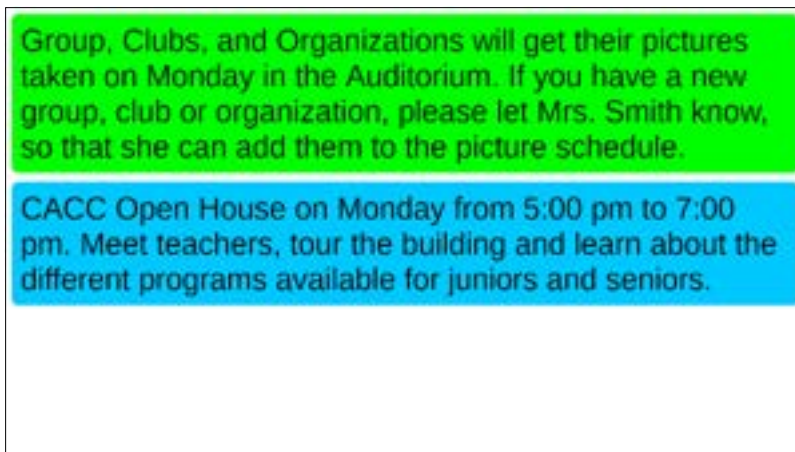 Group, Clubs, and Organizations will get their pictures
taken on Monday in the Auditorium. If you have a new
group, club or organization, please let Mrs. Smith know,
so that she can add them to the picture schedule.
CACC Open House on Monday from 5:00 pm to 7:00
pm. Meet teachers, tour the building and learn about the
different programs available for juniors and seniors.